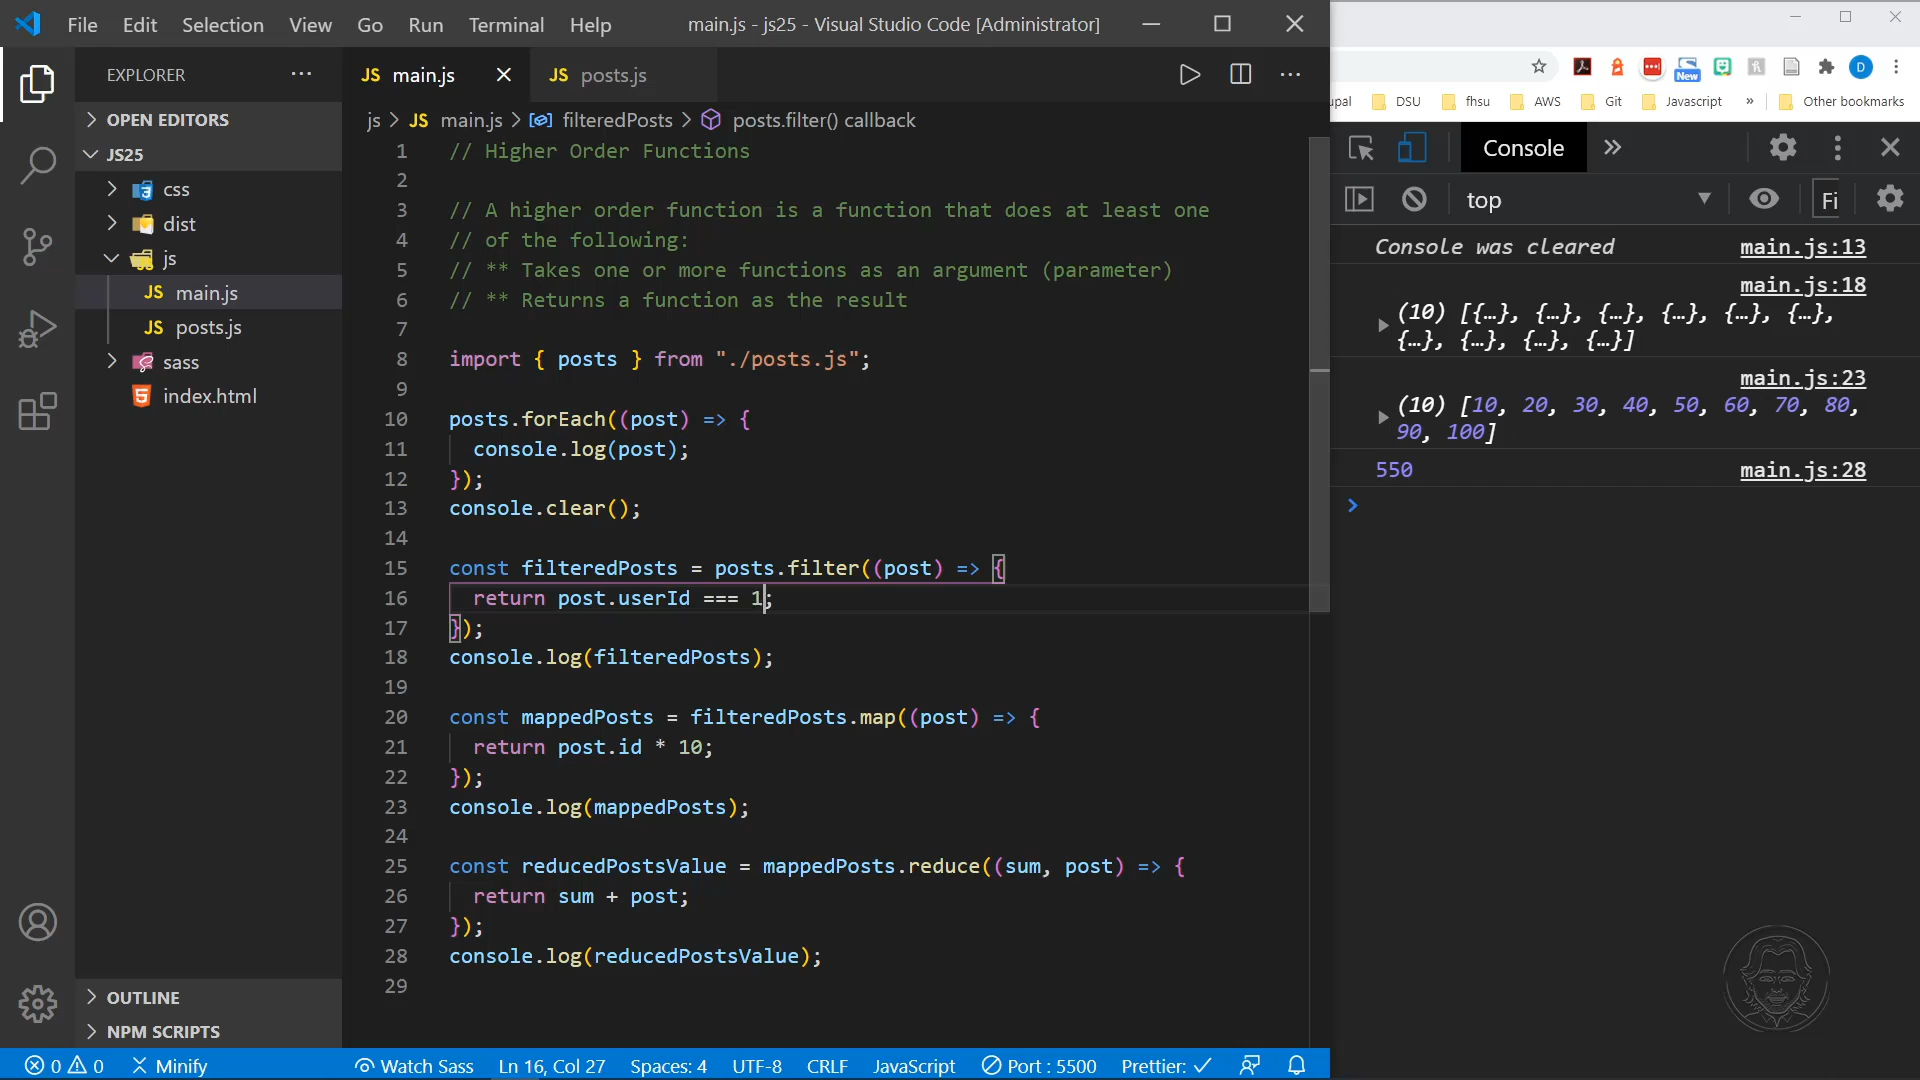 File Edit Selection View Go Run Terminal Help main.js - js25 - Visual Studio Code [Administrator]
EXPLORER
OPEN EDITORS
JS25
css
dist
js
JS main.js
JS posts.js
sass
index.html
OUTLINE
NPM SCRIPTS
JS main.js JS posts.js
js > JS main.js > filteredPosts > posts.filter() callback
1 // Higher Order Functions
2
3 // A higher order function is a function that does at least one
4 // of the following:
5 // ** Takes one or more functions as an argument (parameter)
6 // ** Returns a function as the result
7
8 import { posts } from "./posts.js";
9
10 posts.forEach((post) => {
11 console.log(post);
12 });
13 console.clear();
14
15 const filteredPosts = posts.filter((post) => {
16 return post.userId === 1;
17 });
18 console.log(filteredPosts);
19
20 const mappedPosts = filteredPosts.map((post) => {
21 return post.id * 10;
22 });
23 console.log(mappedPosts);
24
25 const reducedPostsValue = mappedPosts.reduce((sum, post) => {
26 return sum + post;
27 });
28 console.log(reducedPostsValue);
29
0 0 Minify Watch Sass Ln 16, Col 27 Spaces: 4 UTF-8 CRLF JavaScript Port : 5500 Prettier: ✓
New D
upal DSU fhsu AWS Git Javascript » Other bookmarks
Console »
top Fi
Console was cleared main.js:13
main.js:18
(10) [{…}, {…}, {…}, {…}, {…}, {…},
{…}, {…}, {…}, {…}]
main.js:23
(10) [10, 20, 30, 40, 50, 60, 70, 80,
90, 100]
550 main.js:28
>